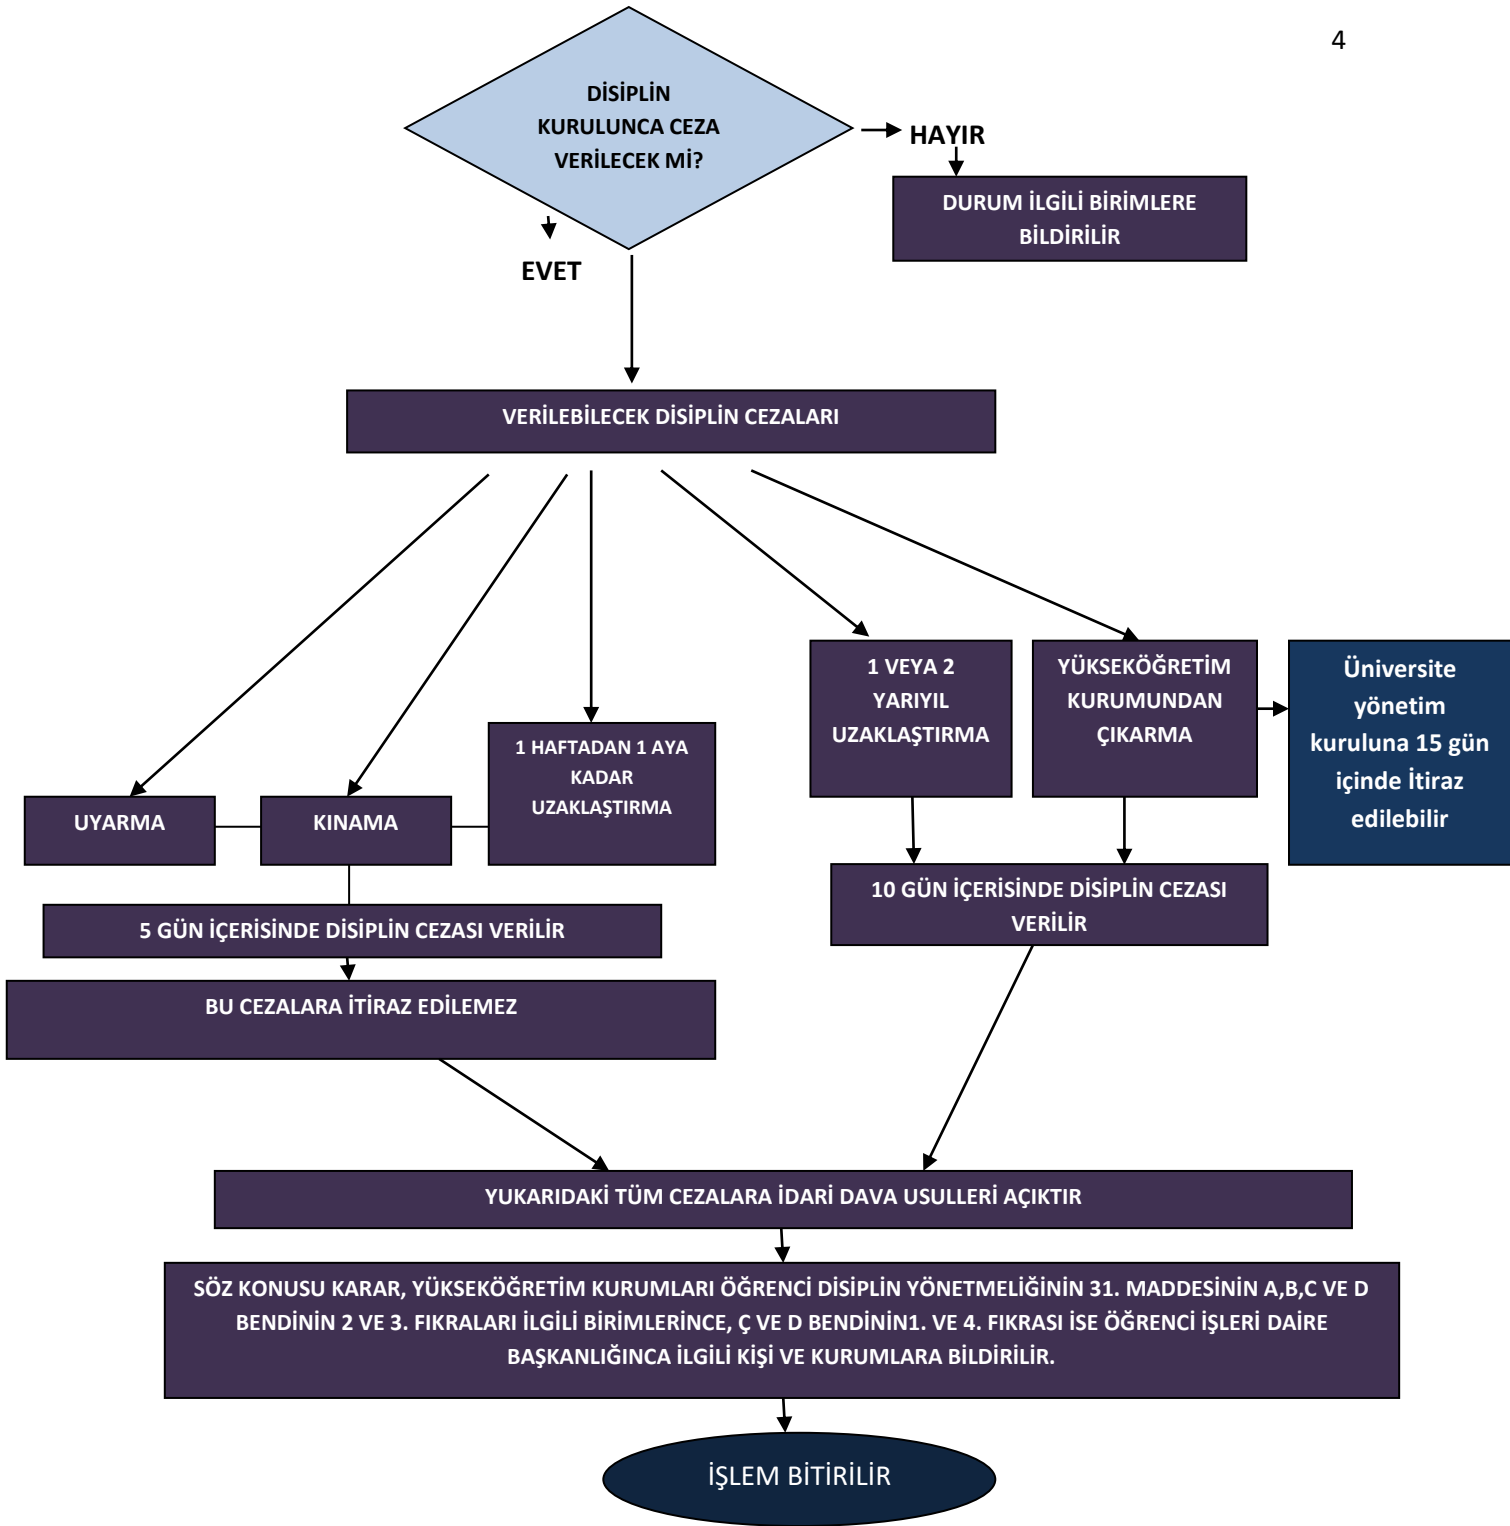 4
DİSİPLİN
KURULUNCA CEZA
VERİLECEK Mİ?
HAYIR
DURUM İLGİLİ BİRİMLERE
BİLDİRİLİR
EVET
VERİLEBİLECEK DİSİPLİN CEZALARI
1 VEYA 2
YARIYIL
UZAKLAŞTIRMA
YÜKSEKÖĞRETİM
KURUMUNDAN
ÇIKARMA
Üniversite
yönetim
kuruluna 15 gün
içinde İtiraz
edilebilir
1 HAFTADAN 1 AYA
KADAR
UZAKLAŞTIRMA
UYARMA
KINAMA
10 GÜN İÇERİSİNDE DİSİPLİN CEZASI
VERİLİR
5 GÜN İÇERİSİNDE DİSİPLİN CEZASI VERİLİR
BU CEZALARA İTİRAZ EDİLEMEZ
YUKARIDAKİ TÜM CEZALARA İDARİ DAVA USULLERİ AÇIKTIR
SÖZ KONUSU KARAR, YÜKSEKÖĞRETİM KURUMLARI ÖĞRENCİ DİSİPLİN YÖNETMELİĞİNİN 31. MADDESİNİN A,B,C VE D
BENDİNİN 2 VE 3. FIKRALARI İLGİLİ BİRİMLERİNCE, Ç VE D BENDİNİN1. VE 4. FIKRASI İSE ÖĞRENCİ İŞLERİ DAİRE
BAŞKANLIĞINCA İLGİLİ KİŞİ VE KURUMLARA BİLDİRİLİR.
İŞLEM BİTİRİLİR